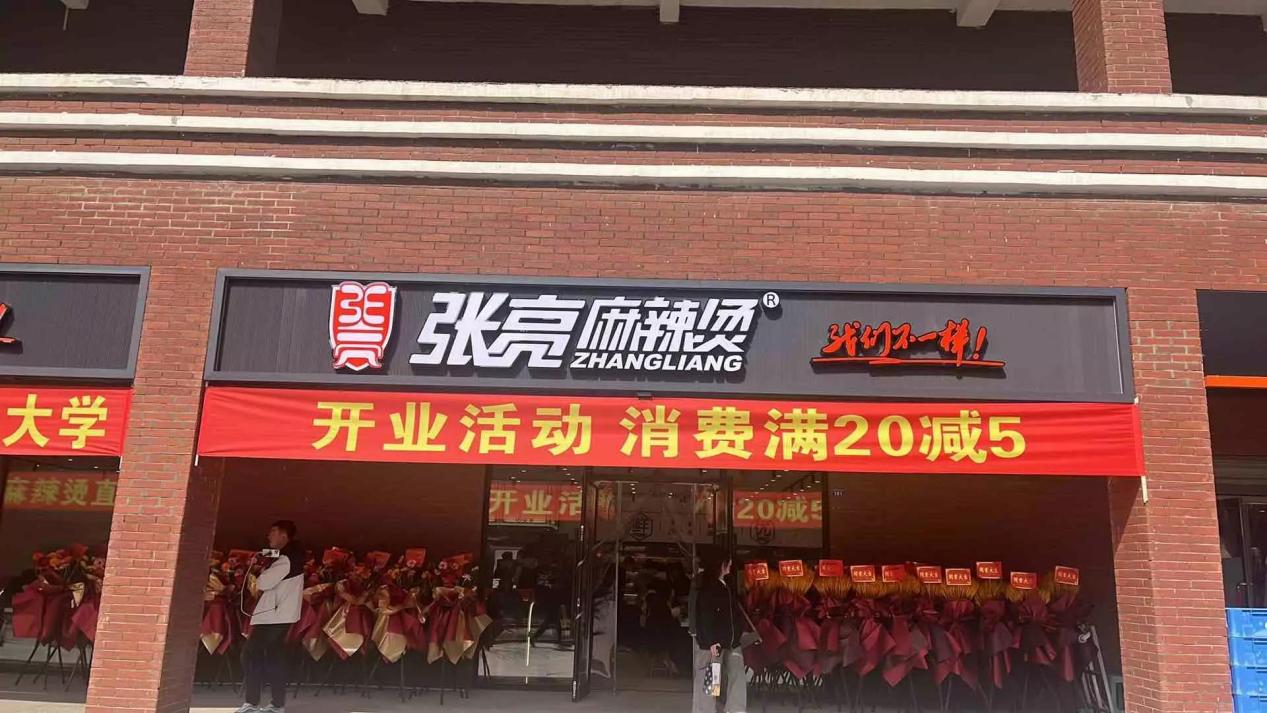 张亮麻辣烫®
ZHANGLIANG
我们不一样!
大学
开业活动 消费满20减5
麻辣烫直
开业活
20减5
鲜